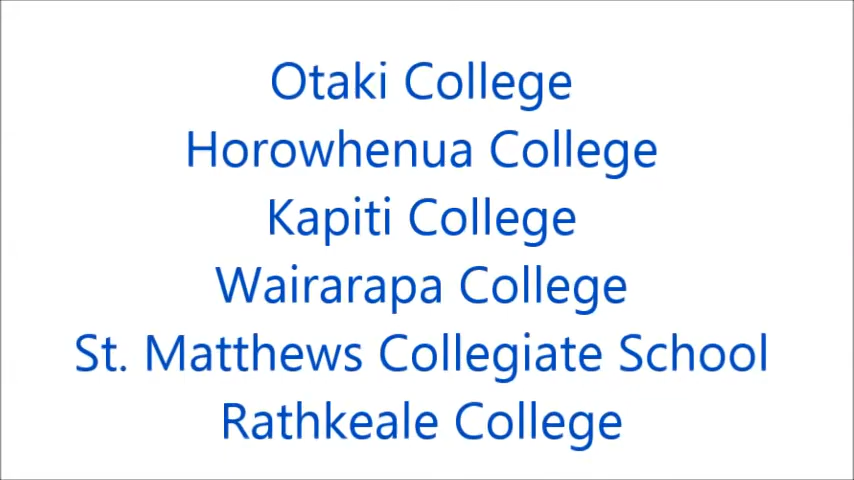 Otaki College
Horowhenua College
Kapiti College
Wairarapa College
St. Matthews Collegiate School
Rathkeale College